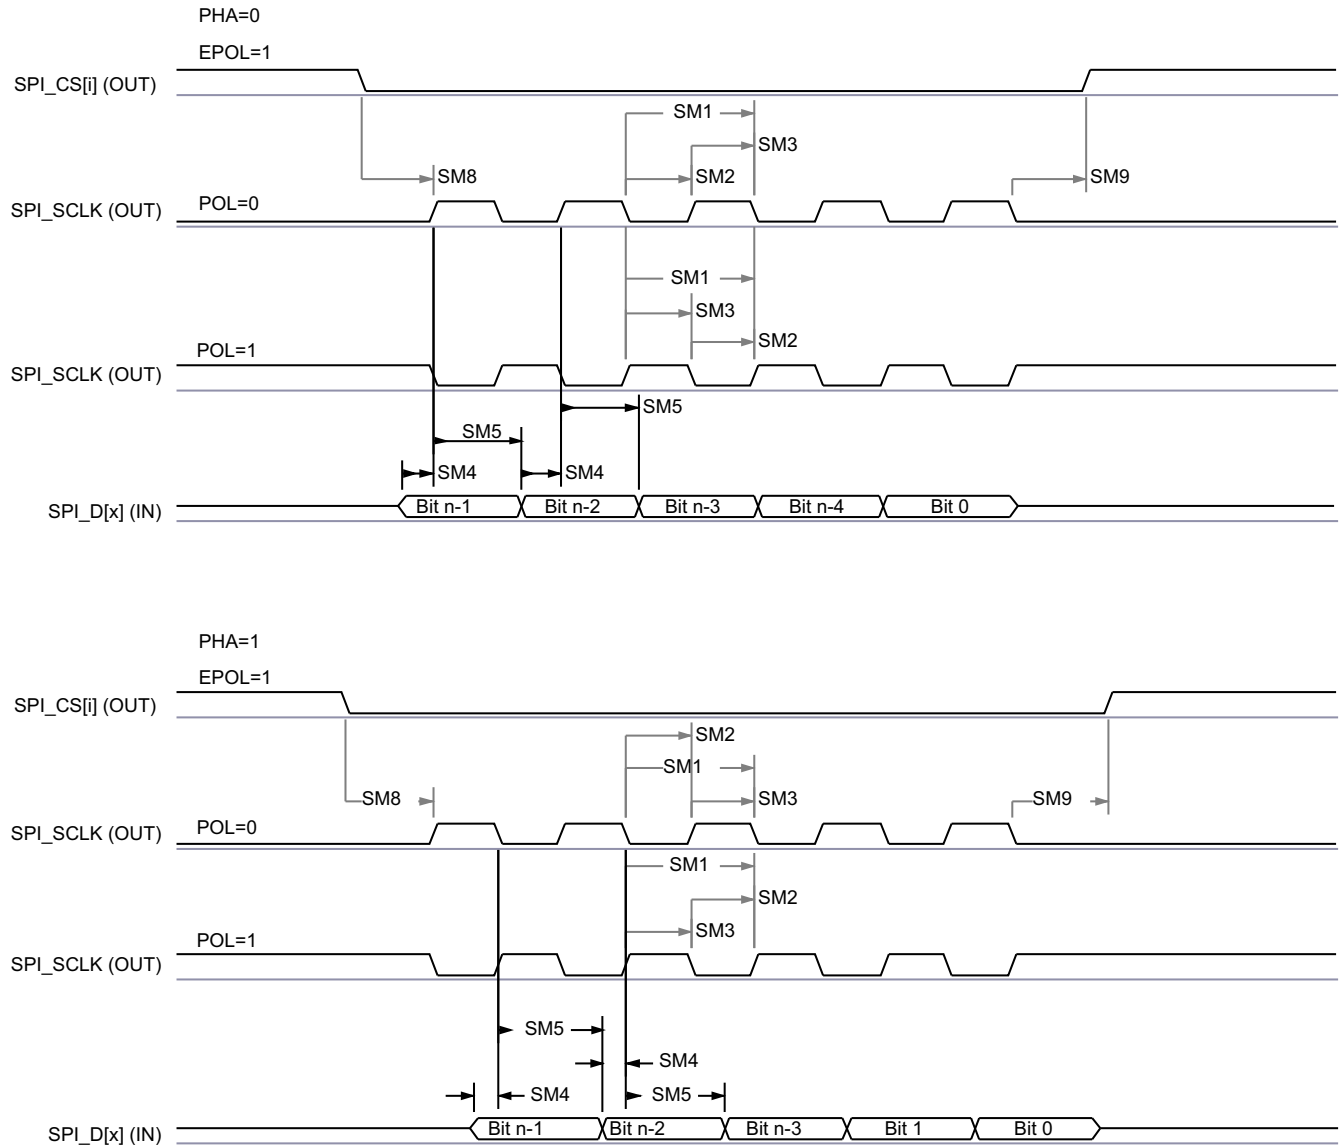 PHA=0
EPOL=1
SPI_CS[i] (OUT)
SM1
SM3
SM8
SM2
SM9
SPI_SCLK (OUT)
POL=0
SM1
SM3
SM2
POL=1
SPI_SCLK (OUT)
SM5
SM5
SM4
SM4
SPI_D[x] (IN)
Bit n-1
Bit n-2
Bit n-3
Bit n-4
Bit 0
PHA=1
EPOL=1
SPI_CS[i] (OUT)
SM2
SM1
SM8
SM3
SM9
SPI_SCLK (OUT)
POL=0
SM1
SM2
SM3
POL=1
SPI_SCLK (OUT)
SM5
SM4
SM4
SM5
SPI_D[x] (IN)
Bit n-1
Bit n-2
Bit n-3
Bit 1
Bit 0